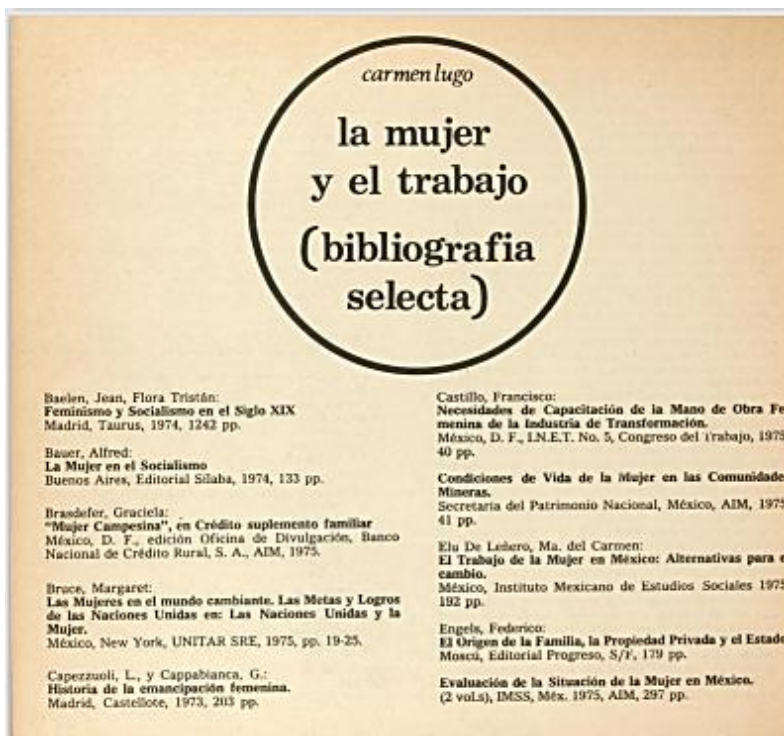 carmen lugo
la mujer
y el trabajo
(bibliografia
selecta)
Baelen, Jean, Flora Tristán:
Feminismo y Socialismo en el Siglo XIX
Madrid, Taurus, 1974, 1242 pp.
Bauer, Alfred:
La Mujer en el Socialismo
Buenos Aires, Editorial Sílaba, 1974, 133 pp.
Brasdefer, Graciela:
"Mujer Campesina", en Crédito suplemento familiar
México, D. F., edición Oficina de Divulgación, Banco
Nacional de Crédito Rural, S. A., AIM, 1975.
Bruce, Margaret:
Las Mujeres en el mundo cambiante. Las Metas y Logros
de las Naciones Unidas en: Las Naciones Unidas y la
Mujer.
México, New York, UNITAR SRE, 1975, pp. 19-25.
Capezzuoli, L., y Cappabianca, G.:
Historia de la emancipación femenina.
Madrid, Castellote, 1973, 203 pp.
Castillo, Francisco:
Necesidades de Capacitación de la Mano de Obra Fe
menina de la Industria de Transformación.
México, D. F., I.N.E.T. No. 5, Congreso del Trabajo, 1975
40 pp.
Condiciones de Vida de la Mujer en las Comunidade
Mineras.
Secretaría del Patrimonio Nacional, México, AIM, 1975
41 pp.
Elu De Leñero, Ma. del Carmen:
El Trabajo de la Mujer en México: Alternativas para e
cambio.
México, Instituto Mexicano de Estudios Sociales 1975
192 pp.
Engels, Federico:
El Origen de la Familia, la Propiedad Privada y el Estado
Moscú, Editorial Progreso, S/F, 179 pp.
Evaluación de la Situación de la Mujer en México.
(2 vol.s), IMSS, Méx. 1975, AIM, 297 pp.